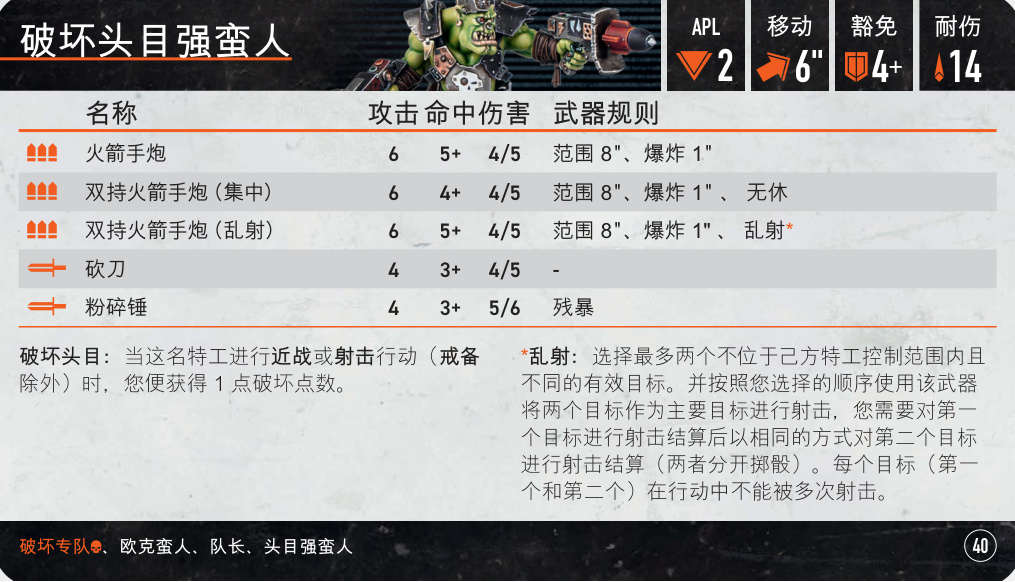 破坏头目强蛮人
APL 移动 豁免 耐伤
2 6" 4+ 14
名称 攻击 命中 伤害 武器规则
火箭手炮 6 5+ 4/5 范围 8"、爆炸 1"
双持火箭手炮（集中） 6 4+ 4/5 范围 8"、爆炸 1" 、 无休
双持火箭手炮（乱射） 6 5+ 4/5 范围 8"、爆炸 1" 、 乱射*
砍刀 4 3+ 4/5 -
粉碎锤 4 3+ 5/6 残暴
破坏头目：当这名特工进行近战或射击行动（戒备
除外）时，您便获得 1 点破坏点数。
*乱射：选择最多两个不位于己方特工控制范围内且
不同的有效目标。并按照您选择的顺序使用该武器
将两个目标作为主要目标进行射击，您需要对第一
个目标进行射击结算后以相同的方式对第二个目标
进行射击结算（两者分开掷骰）。每个目标（第一
个和第二个）在行动中不能被多次射击。
破坏专队、欧克蛮人、队长、头目强蛮人
40